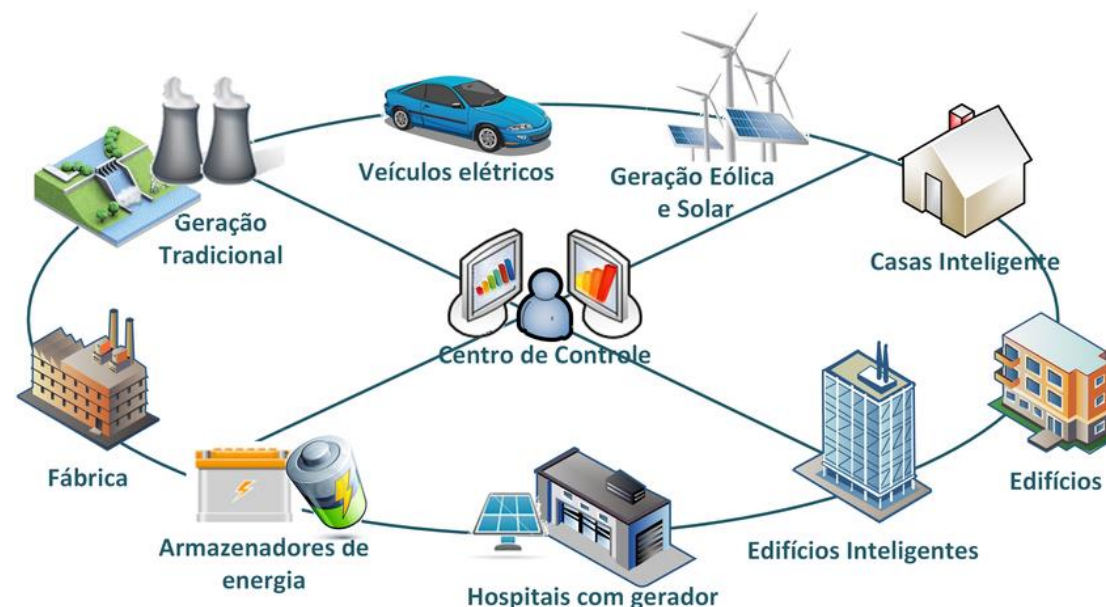 Veículos elétricos
Geração Eólica
e Solar
Geração
Tradicional
Casas Inteligente
Centro de Controle
Fábrica
Edifícios
Armazenadores de
energia
Edifícios Inteligentes
Hospitais com gerador